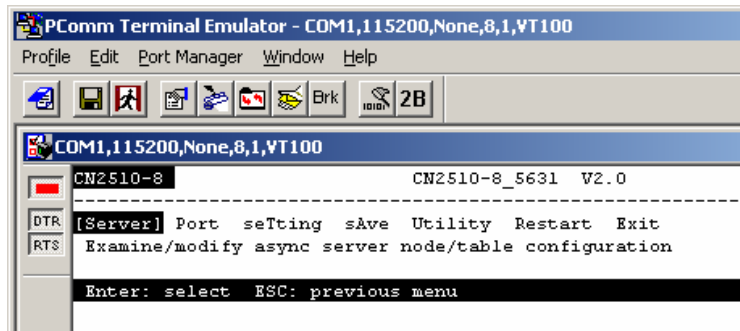 PComm Terminal Emulator - COM1,115200,None,8,1,VT100
Profile Edit Port Manager Window Help
Brk 2B
COM1,115200,None,8,1,VT100
CN2510-8 CN2510-8_5631 V2.0
DTR [Server] Port seTting sAve Utility Restart Exit
RTS Examine/modify async server node/table configuration
Enter: select ESC: previous menu